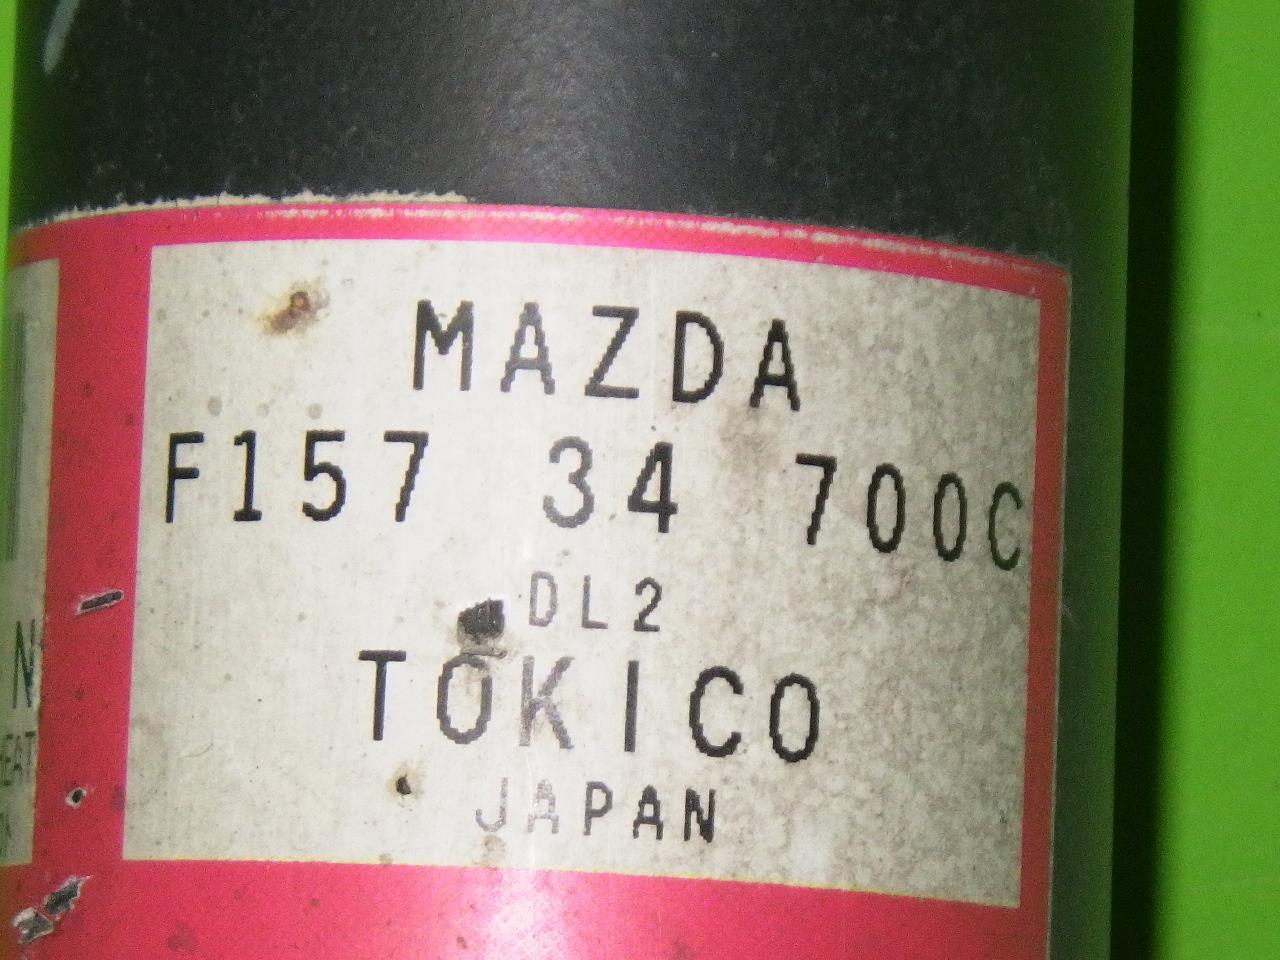 MAZDA
F157 34 700C
DL2
TOKICO
JAPAN